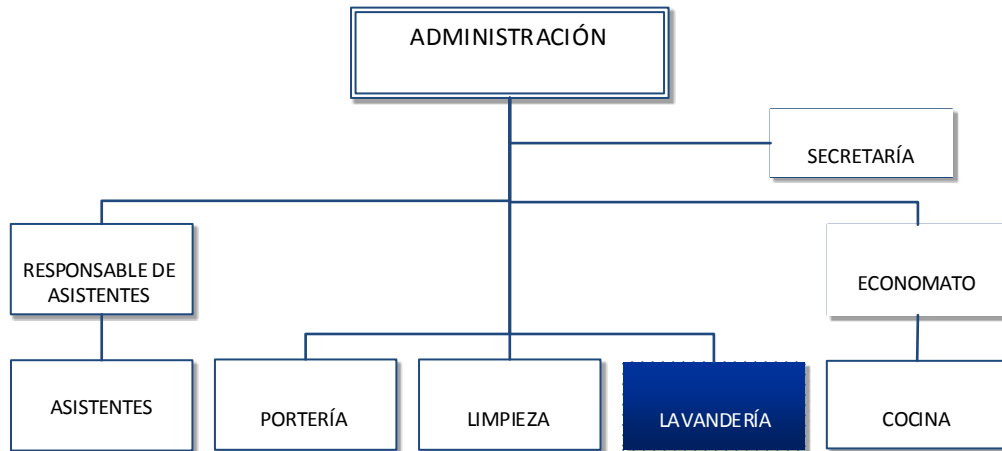 ADMINISTRACIÓN
SECRETARÍA
RESPONSABLE DE
ASISTENTES
ECONOMATO
ASISTENTES
PORTERÍA
LIMPIEZA
LAVANDERÍA
COCINA